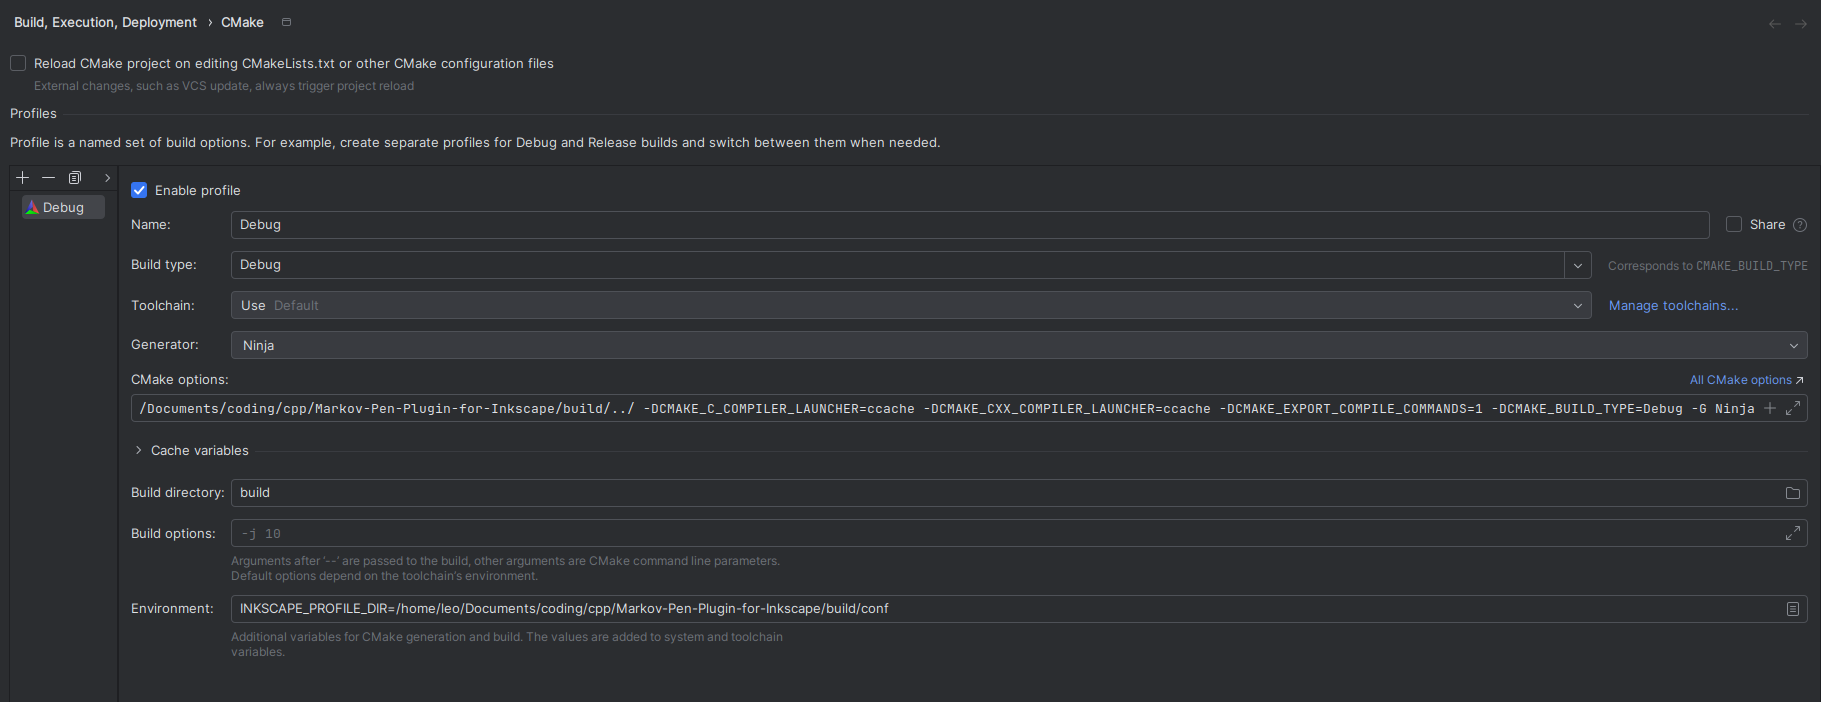 Build, Execution, Deployment › CMake
Reload CMake project on editing CMakeLists.txt or other CMake configuration files
External changes, such as VCS update, always trigger project reload
Profiles
Profile is a named set of build options. For example, create separate profiles for Debug and Release builds and switch between them when needed.
Debug
Enable profile
Name: Debug Share ?
Build type: Debug Corresponds to CMAKE_BUILD_TYPE
Toolchain: Use Default Manage toolchains...
Generator: Ninja
CMake options: All CMake options ↗
/Documents/coding/cpp/Markov-Pen-Plugin-for-Inkscape/build/../ -DCMAKE_C_COMPILER_LAUNCHER=ccache -DCMAKE_CXX_COMPILER_LAUNCHER=ccache -DCMAKE_EXPORT_COMPILE_COMMANDS=1 -DCMAKE_BUILD_TYPE=Debug -G Ninja
Cache variables
Build directory: build
Build options: -j 10
Arguments after '--' are passed to the build, other arguments are CMake command line parameters.
Default options depend on the toolchain's environment.
Environment: INKSCAPE_PROFILE_DIR=/home/leo/Documents/coding/cpp/Markov-Pen-Plugin-for-Inkscape/build/conf
Additional variables for CMake generation and build. The values are added to system and toolchain
variables.